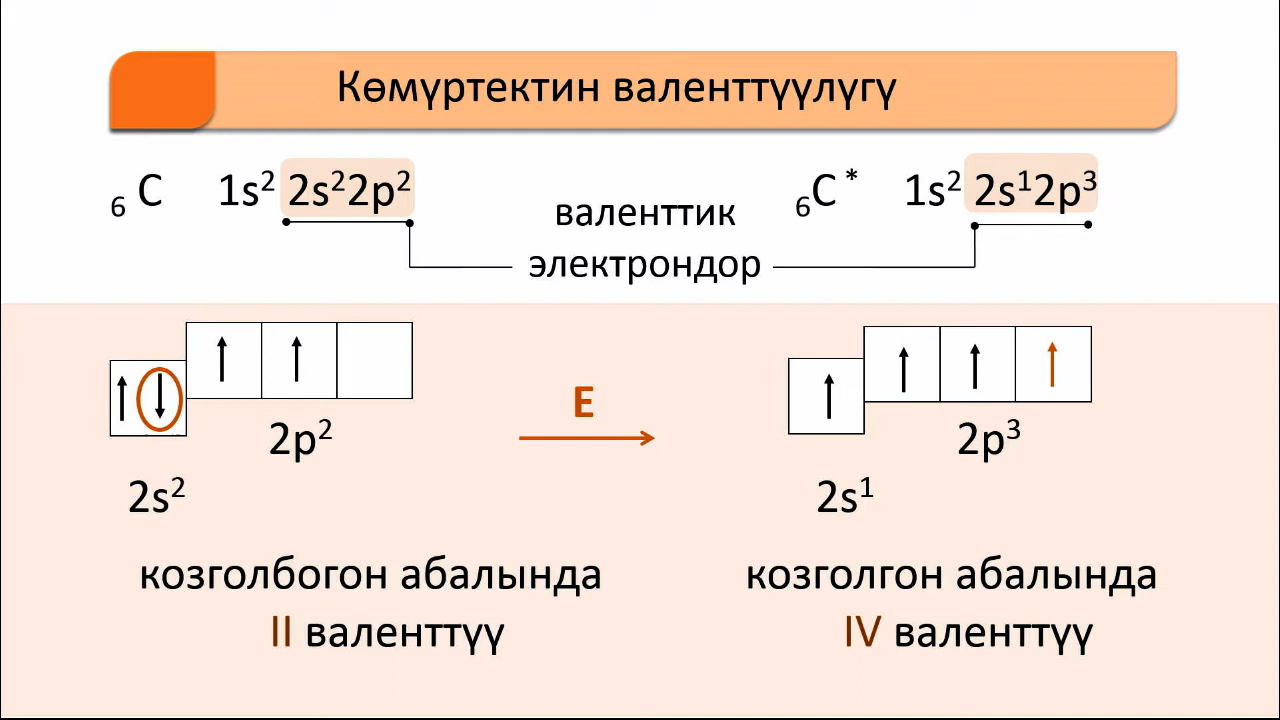 Көмүртектин валенттүүлүгү
₆ C 1s² 2s²2p²
₆C* 1s² 2s¹2p³
валенттик
электрондор
E
2p²
2p³
2s²
2s¹
козголбогон абалында
II валенттүү
козголгон абалында
IV валенттүү